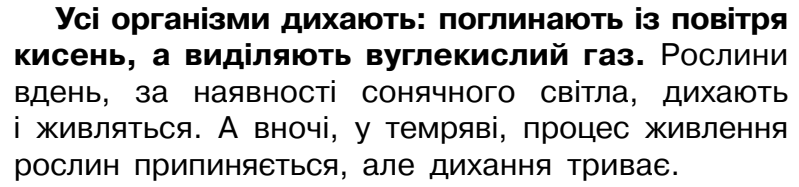 Усі організми дихають: поглинають із повітря
кисень, а виділяють вуглекислий газ. Рослини
вдень, за наявності сонячного світла, дихають
і живляться. А вночі, у темряві, процес живлення
рослин припиняється, але дихання триває.